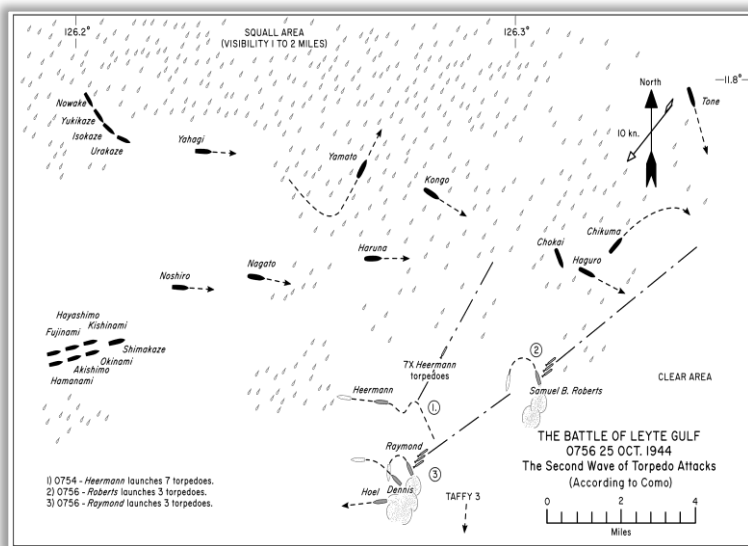 126.2°
SQUALL AREA
(VISIBILITY 1 TO 2 MILES)
126.3°
North
11.8°
Tone
10 kn.
Nowake
Yukikaze
Isokaze
Urakaze
Yahagi
Yamato
Kongo
Chikuma
Chokai
Haguro
Haruna
Nagato
Noshiro
Hayashimo
Fujinami
Kishinami
Shimakaze
Okinami
Akishimo
Hamanami
7X Heermann
torpedoes
2
Heermann
1.
Samuel B. Roberts
CLEAR AREA
Raymond
3
Dennis
Hoel
TAFFY 3
THE BATTLE OF LEYTE GULF
0756 25 OCT. 1944
The Second Wave of Torpedo Attacks
(According to Como)
0 2 4
Miles
1) 0754 - Heermann launches 7 torpedoes.
2) 0756 - Roberts launches 3 torpedoes.
3) 0756 - Raymond launches 3 torpedoes.